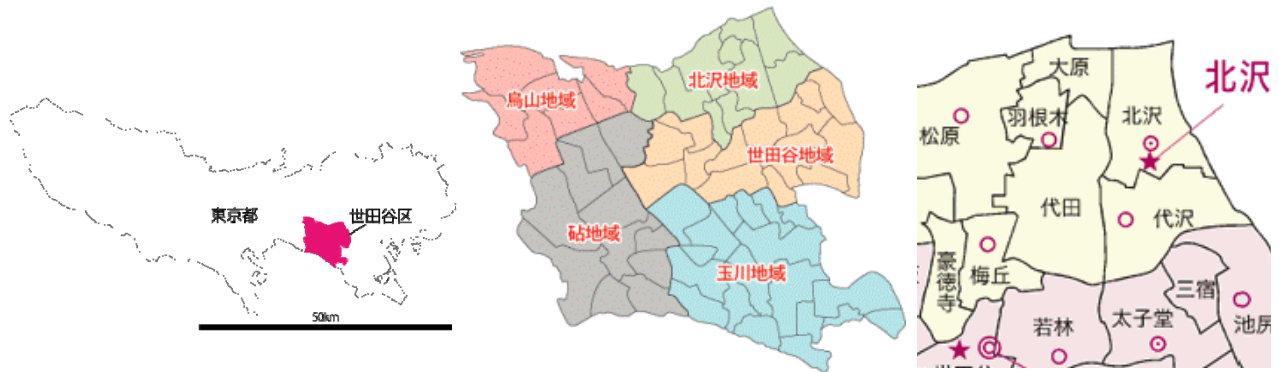 東京都
世田谷区
50km
烏山地域
北沢地域
世田谷地域
砧地域
玉川地域
北沢
大原
羽根木
北沢
松原
代田
代沢
豪徳寺
梅丘
三宿
若林
太子堂
池尻